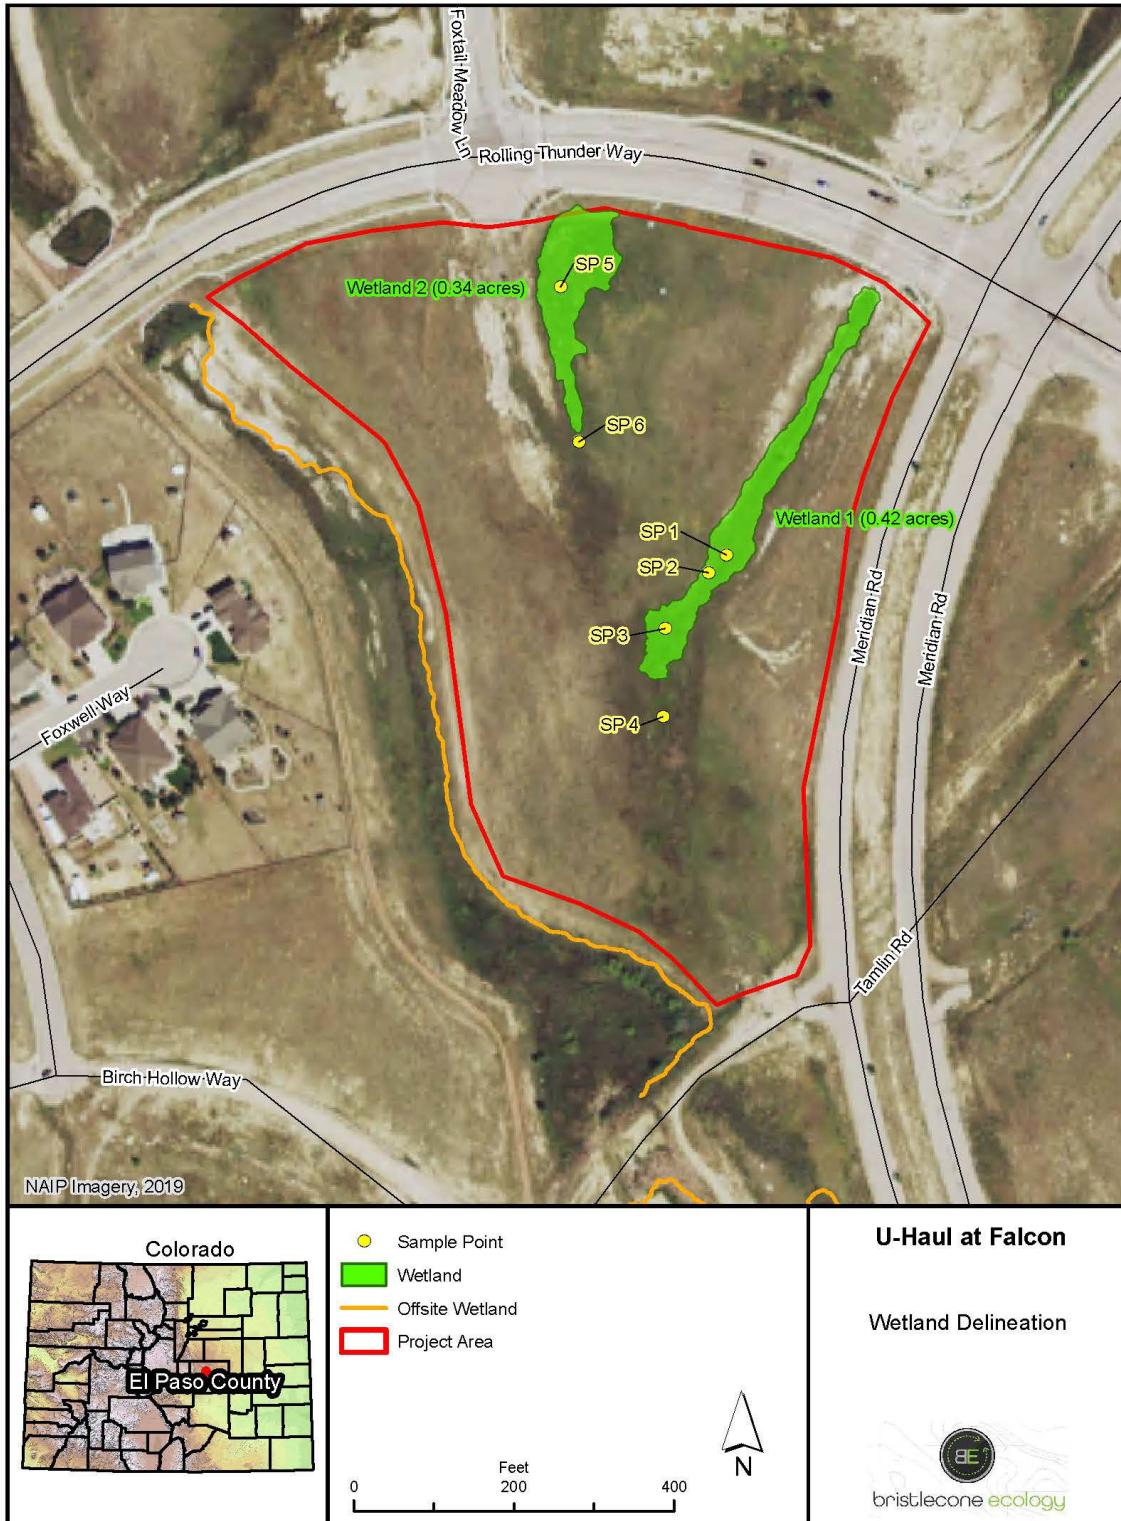 Foxtail Meadow Ln
Rolling Thunder Way
SP 5
Wetland 2 (0.34 acres)
SP 6
Wetland 1 (0.42 acres)
SP 1
SP 2
SP 3
Meridian Rd
Meridian Rd
Foxwell Way
SP 4
Tamlin Rd
Birch Hollow Way
NAIP Imagery, 2019
Colorado
El Paso County
Sample Point
Wetland
Offsite Wetland
Project Area
Feet
0 200 400
N
U-Haul at Falcon
Wetland Delineation
BE
bristlecone ecology